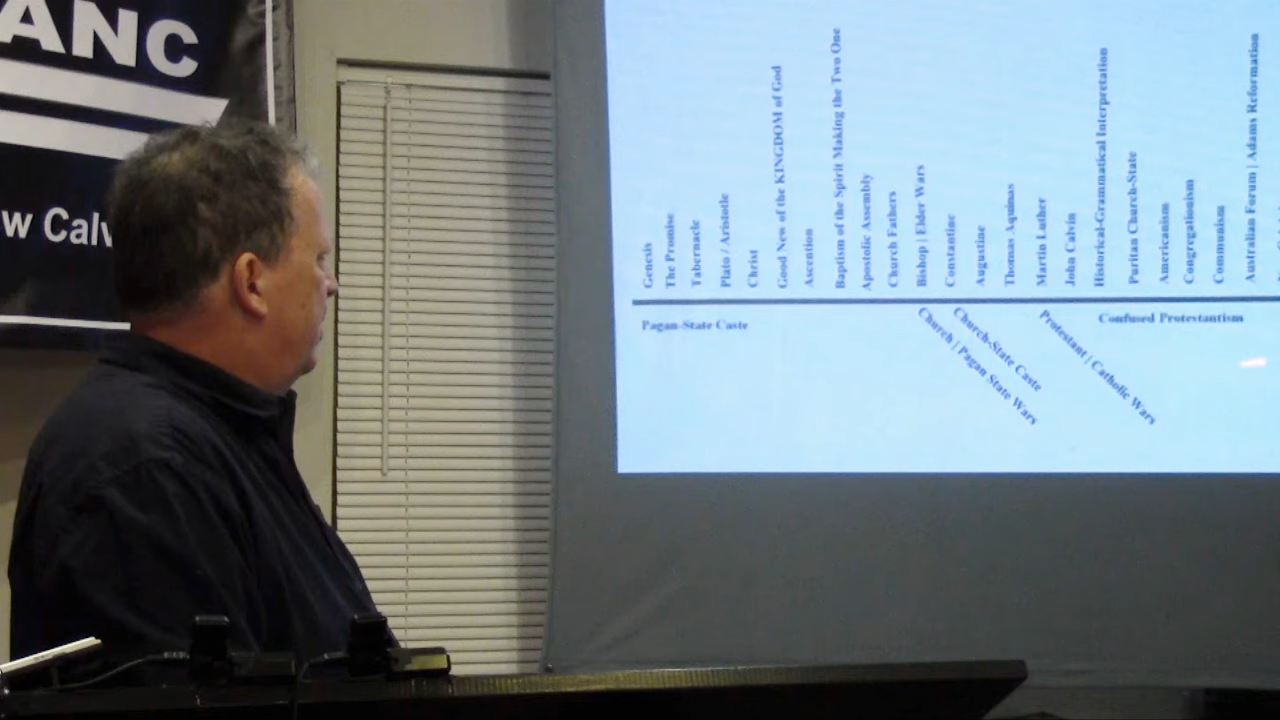 ANC
w Calv
Genesis
The Promise
Tabernacle
Plato / Aristotle
Christ
Good New of the KINGDOM of God
Ascention
Baptism of the Spirit Making the Two One
Apostolic Assembly
Church Fathers
Bishop | Elder Wars
Constantine
Augustine
Thomas Aquinas
Martin Luther
John Calvin
Historical-Grammatical Interpretation
Puritan Church-State
Americanism
Congregationism
Communism
Australian Forum | Adams Reformation
Pagan-State Caste
Church | Pagan State Wars
Church-State Caste
Protestant | Catholic Wars
Confused Protestantism